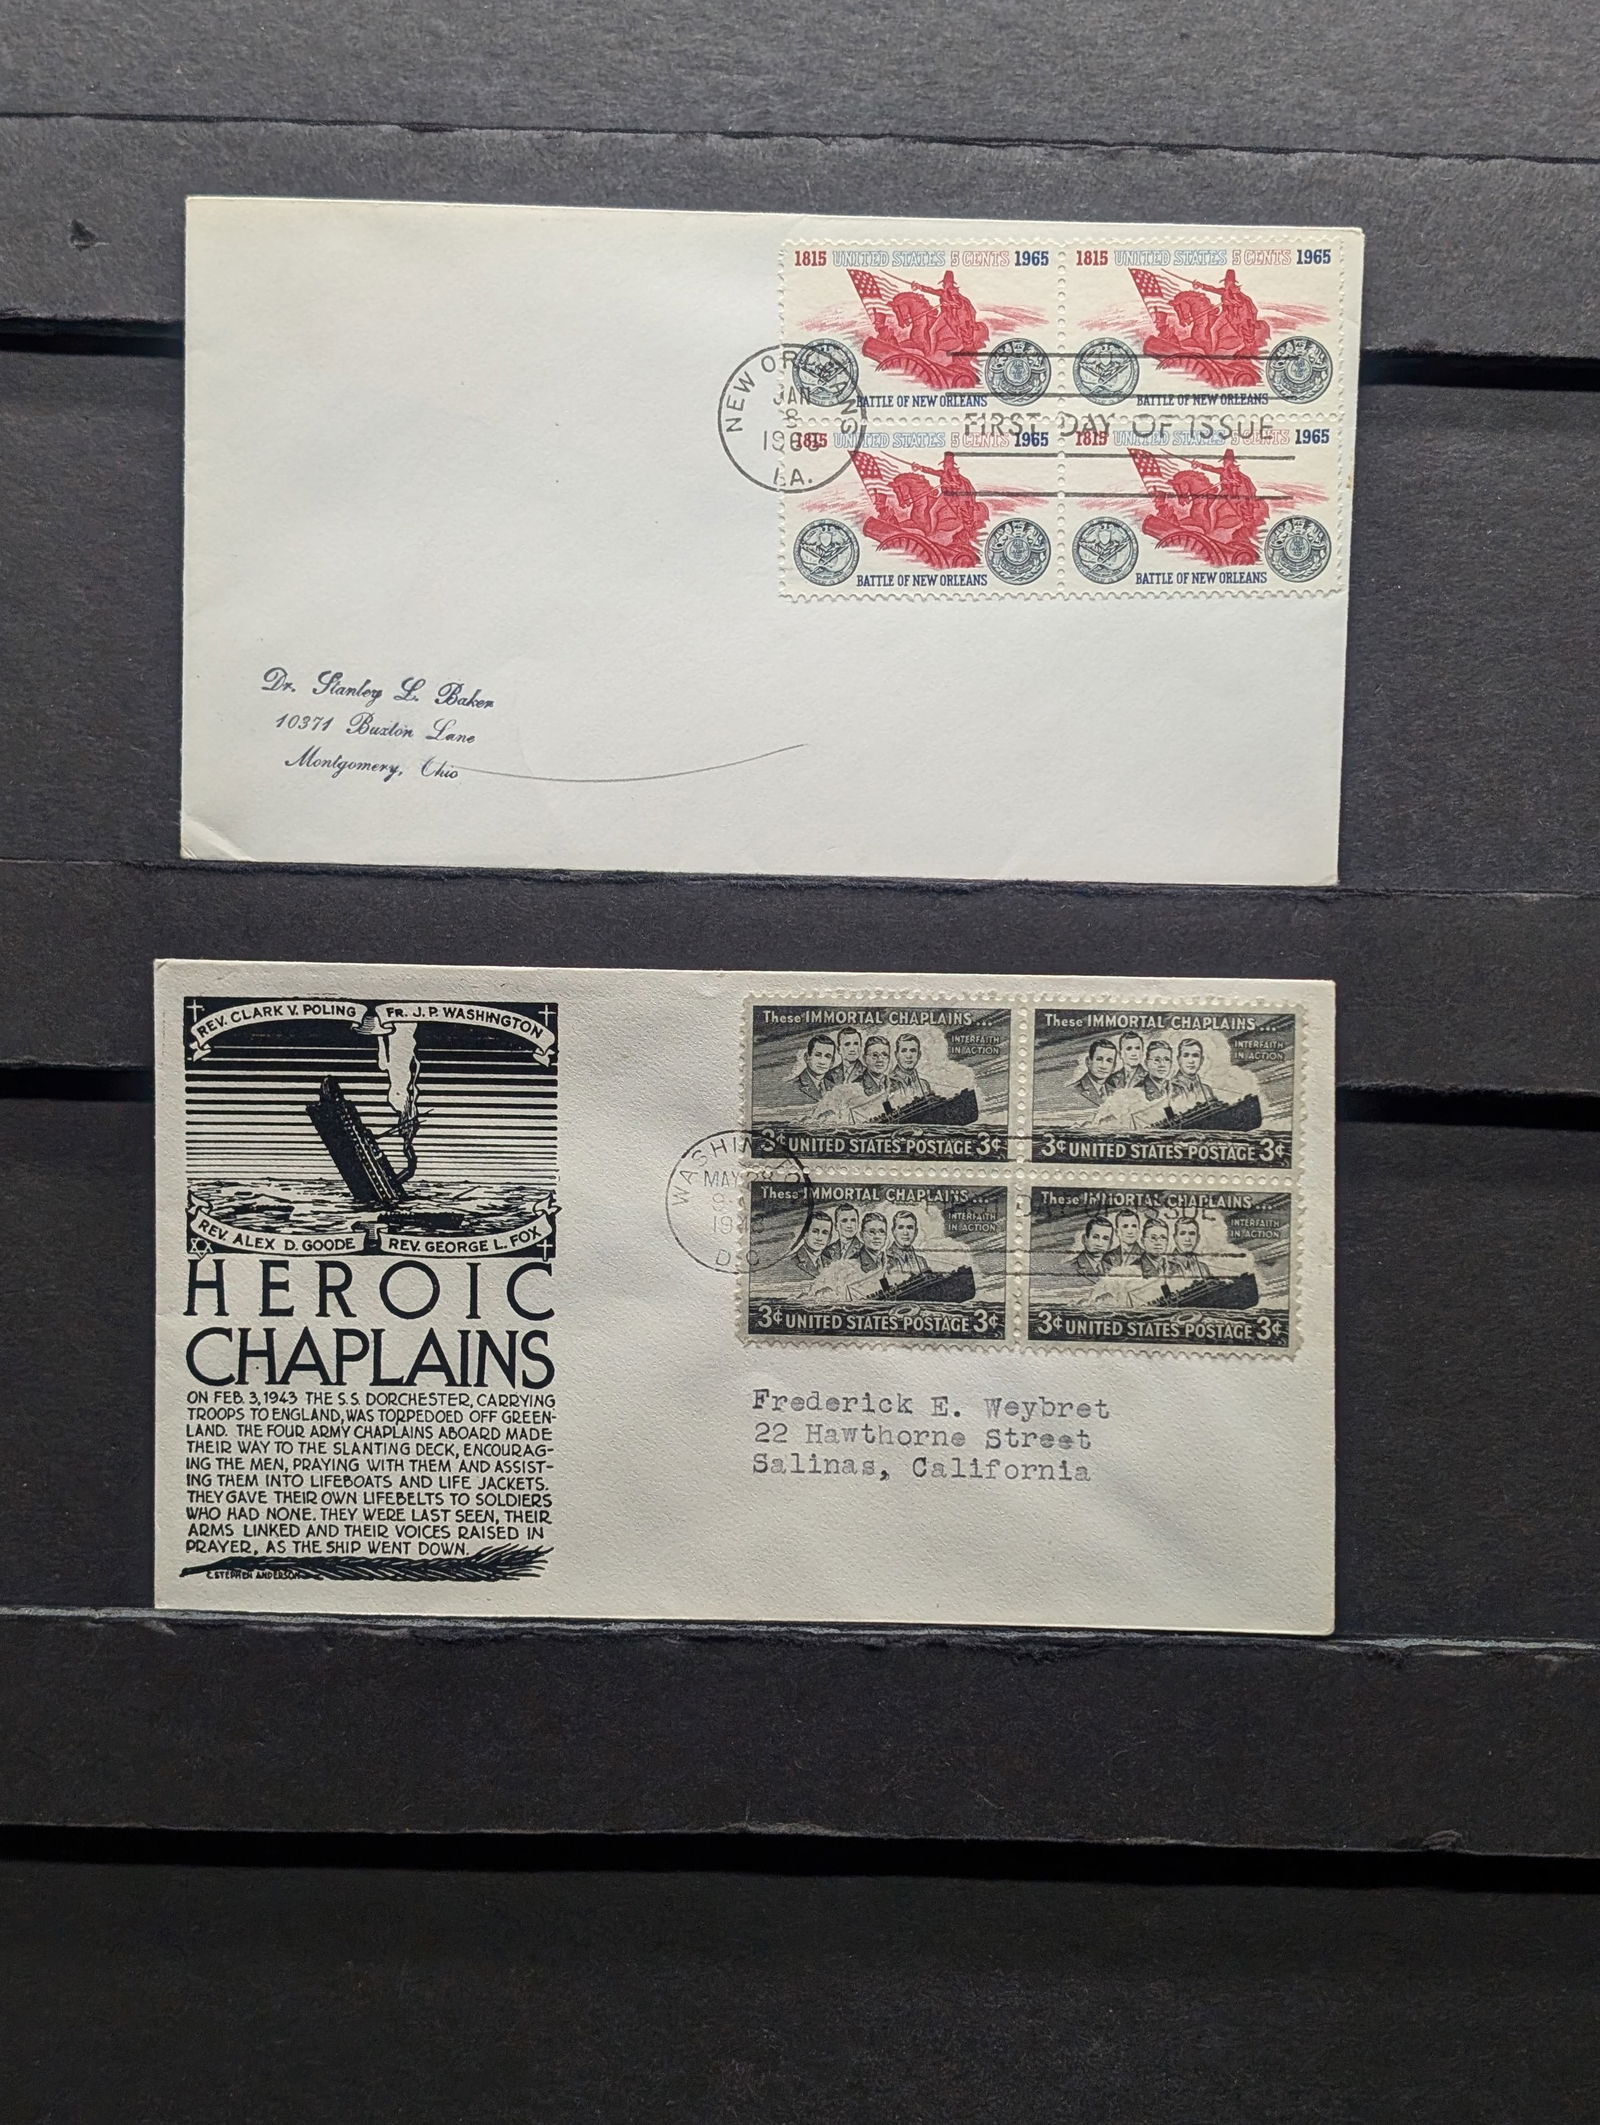 1815 UNITED STATES 5 CENTS 1965
BATTLE OF NEW ORLEANS
1815 UNITED STATES 5 CENTS 1965
BATTLE OF NEW ORLEANS
1815 UNITED STATES 5 CENTS 1965
BATTLE OF NEW ORLEANS
1815 UNITED STATES 5 CENTS 1965
BATTLE OF NEW ORLEANS
NEW ORLEANS
JAN
8
LA.
FIRST DAY OF ISSUE
Dr. Stanley L. Baker
10371 Buxton Lane
Montgomery, Ohio
REV. CLARK V. POLING
FR. J. P. WASHINGTON
REV. ALEX D. GOODE
REV. GEORGE L. FOX
HEROIC
CHAPLAINS
ON FEB. 3, 1943 THE S.S. DORCHESTER, CARRYING
TROOPS TO ENGLAND, WAS TORPEDOED OFF GREEN-
LAND. THE FOUR ARMY CHAPLAINS ABOARD MADE
THEIR WAY TO THE SLANTING DECK, ENCOURAG-
ING THE MEN, PRAYING WITH THEM AND ASSIST-
ING THEM INTO LIFEBOATS AND LIFE JACKETS.
THEY GAVE THEIR OWN LIFEBELTS TO SOLDIERS
WHO HAD NONE. THEY WERE LAST SEEN, THEIR
ARMS LINKED AND THEIR VOICES RAISED IN
PRAYER, AS THE SHIP WENT DOWN.
C. STEPHEN ANDERSON
These IMMORTAL CHAPLAINS...
INTERFAITH
IN ACTION
3¢ UNITED STATES POSTAGE 3¢
These IMMORTAL CHAPLAINS...
INTERFAITH
IN ACTION
3¢ UNITED STATES POSTAGE 3¢
These IMMORTAL CHAPLAINS...
INTERFAITH
IN ACTION
3¢ UNITED STATES POSTAGE 3¢
These IMMORTAL CHAPLAINS...
INTERFAITH
IN ACTION
3¢ UNITED STATES POSTAGE 3¢
WASHINGTON
MAY 28
D.C.
DAY OF ISSUE
Frederick E. Weybret
22 Hawthorne Street
Salinas, California